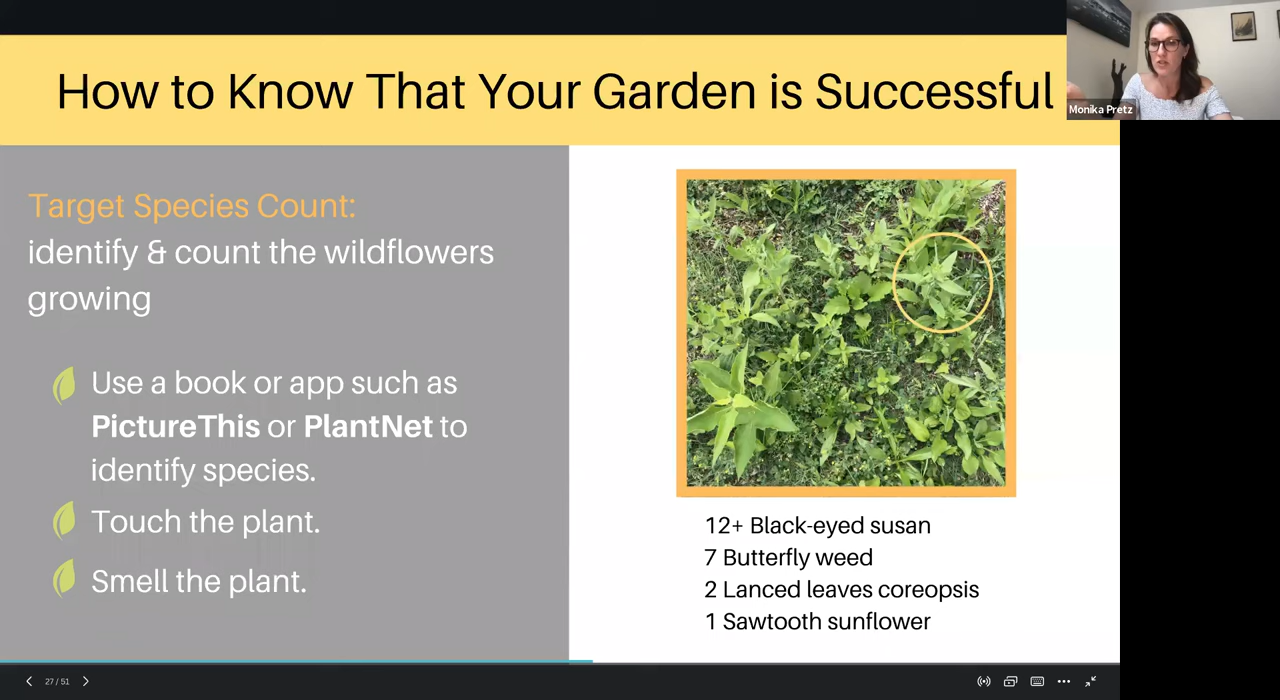 How to Know That Your Garden is Successful
Monika Pretz
Target Species Count:
identify & count the wildflowers
growing
Use a book or app such as
PictureThis or PlantNet to
identify species.
Touch the plant.
Smell the plant.
12+ Black-eyed susan
7 Butterfly weed
2 Lanced leaves coreopsis
1 Sawtooth sunflower
27 / 51